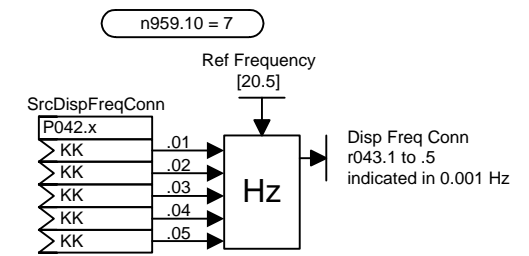 n959.10 = 7
Ref Frequency
[20.5]
SrcDispFreqConn
P042.x
KK .01
KK .02
KK .03
KK .04
KK .05
Hz
Disp Freq Conn
r043.1 to .5
indicated in 0.001 Hz